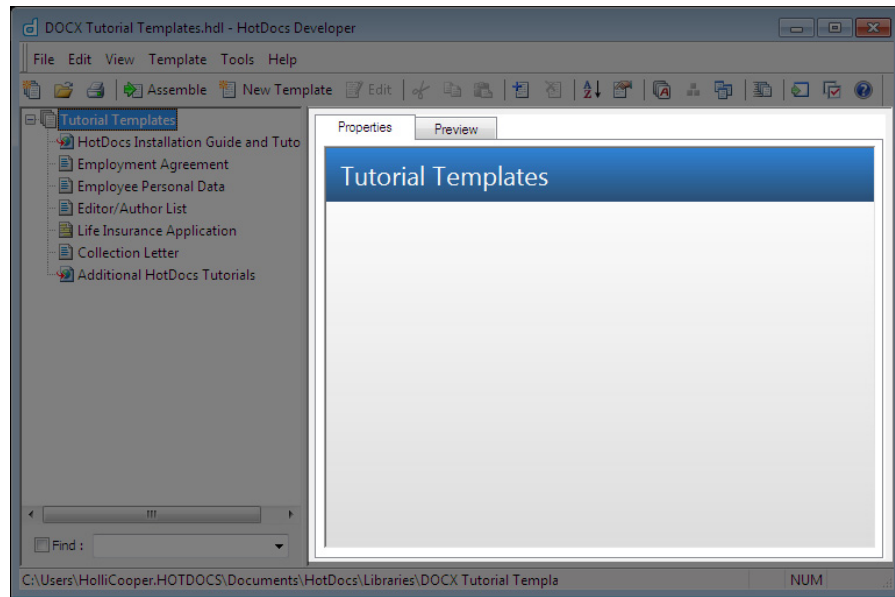 DOCX Tutorial Templates.hdl - HotDocs Developer
File Edit View Template Tools Help
Assemble New Template Edit
Tutorial Templates
HotDocs Installation Guide and Tuto
Employment Agreement
Employee Personal Data
Editor/Author List
Life Insurance Application
Collection Letter
Additional HotDocs Tutorials
Find :
Properties Preview
Tutorial Templates
C:\Users\HolliCooper.HOTDOCS\Documents\HotDocs\Libraries\DOCX Tutorial Templa NUM